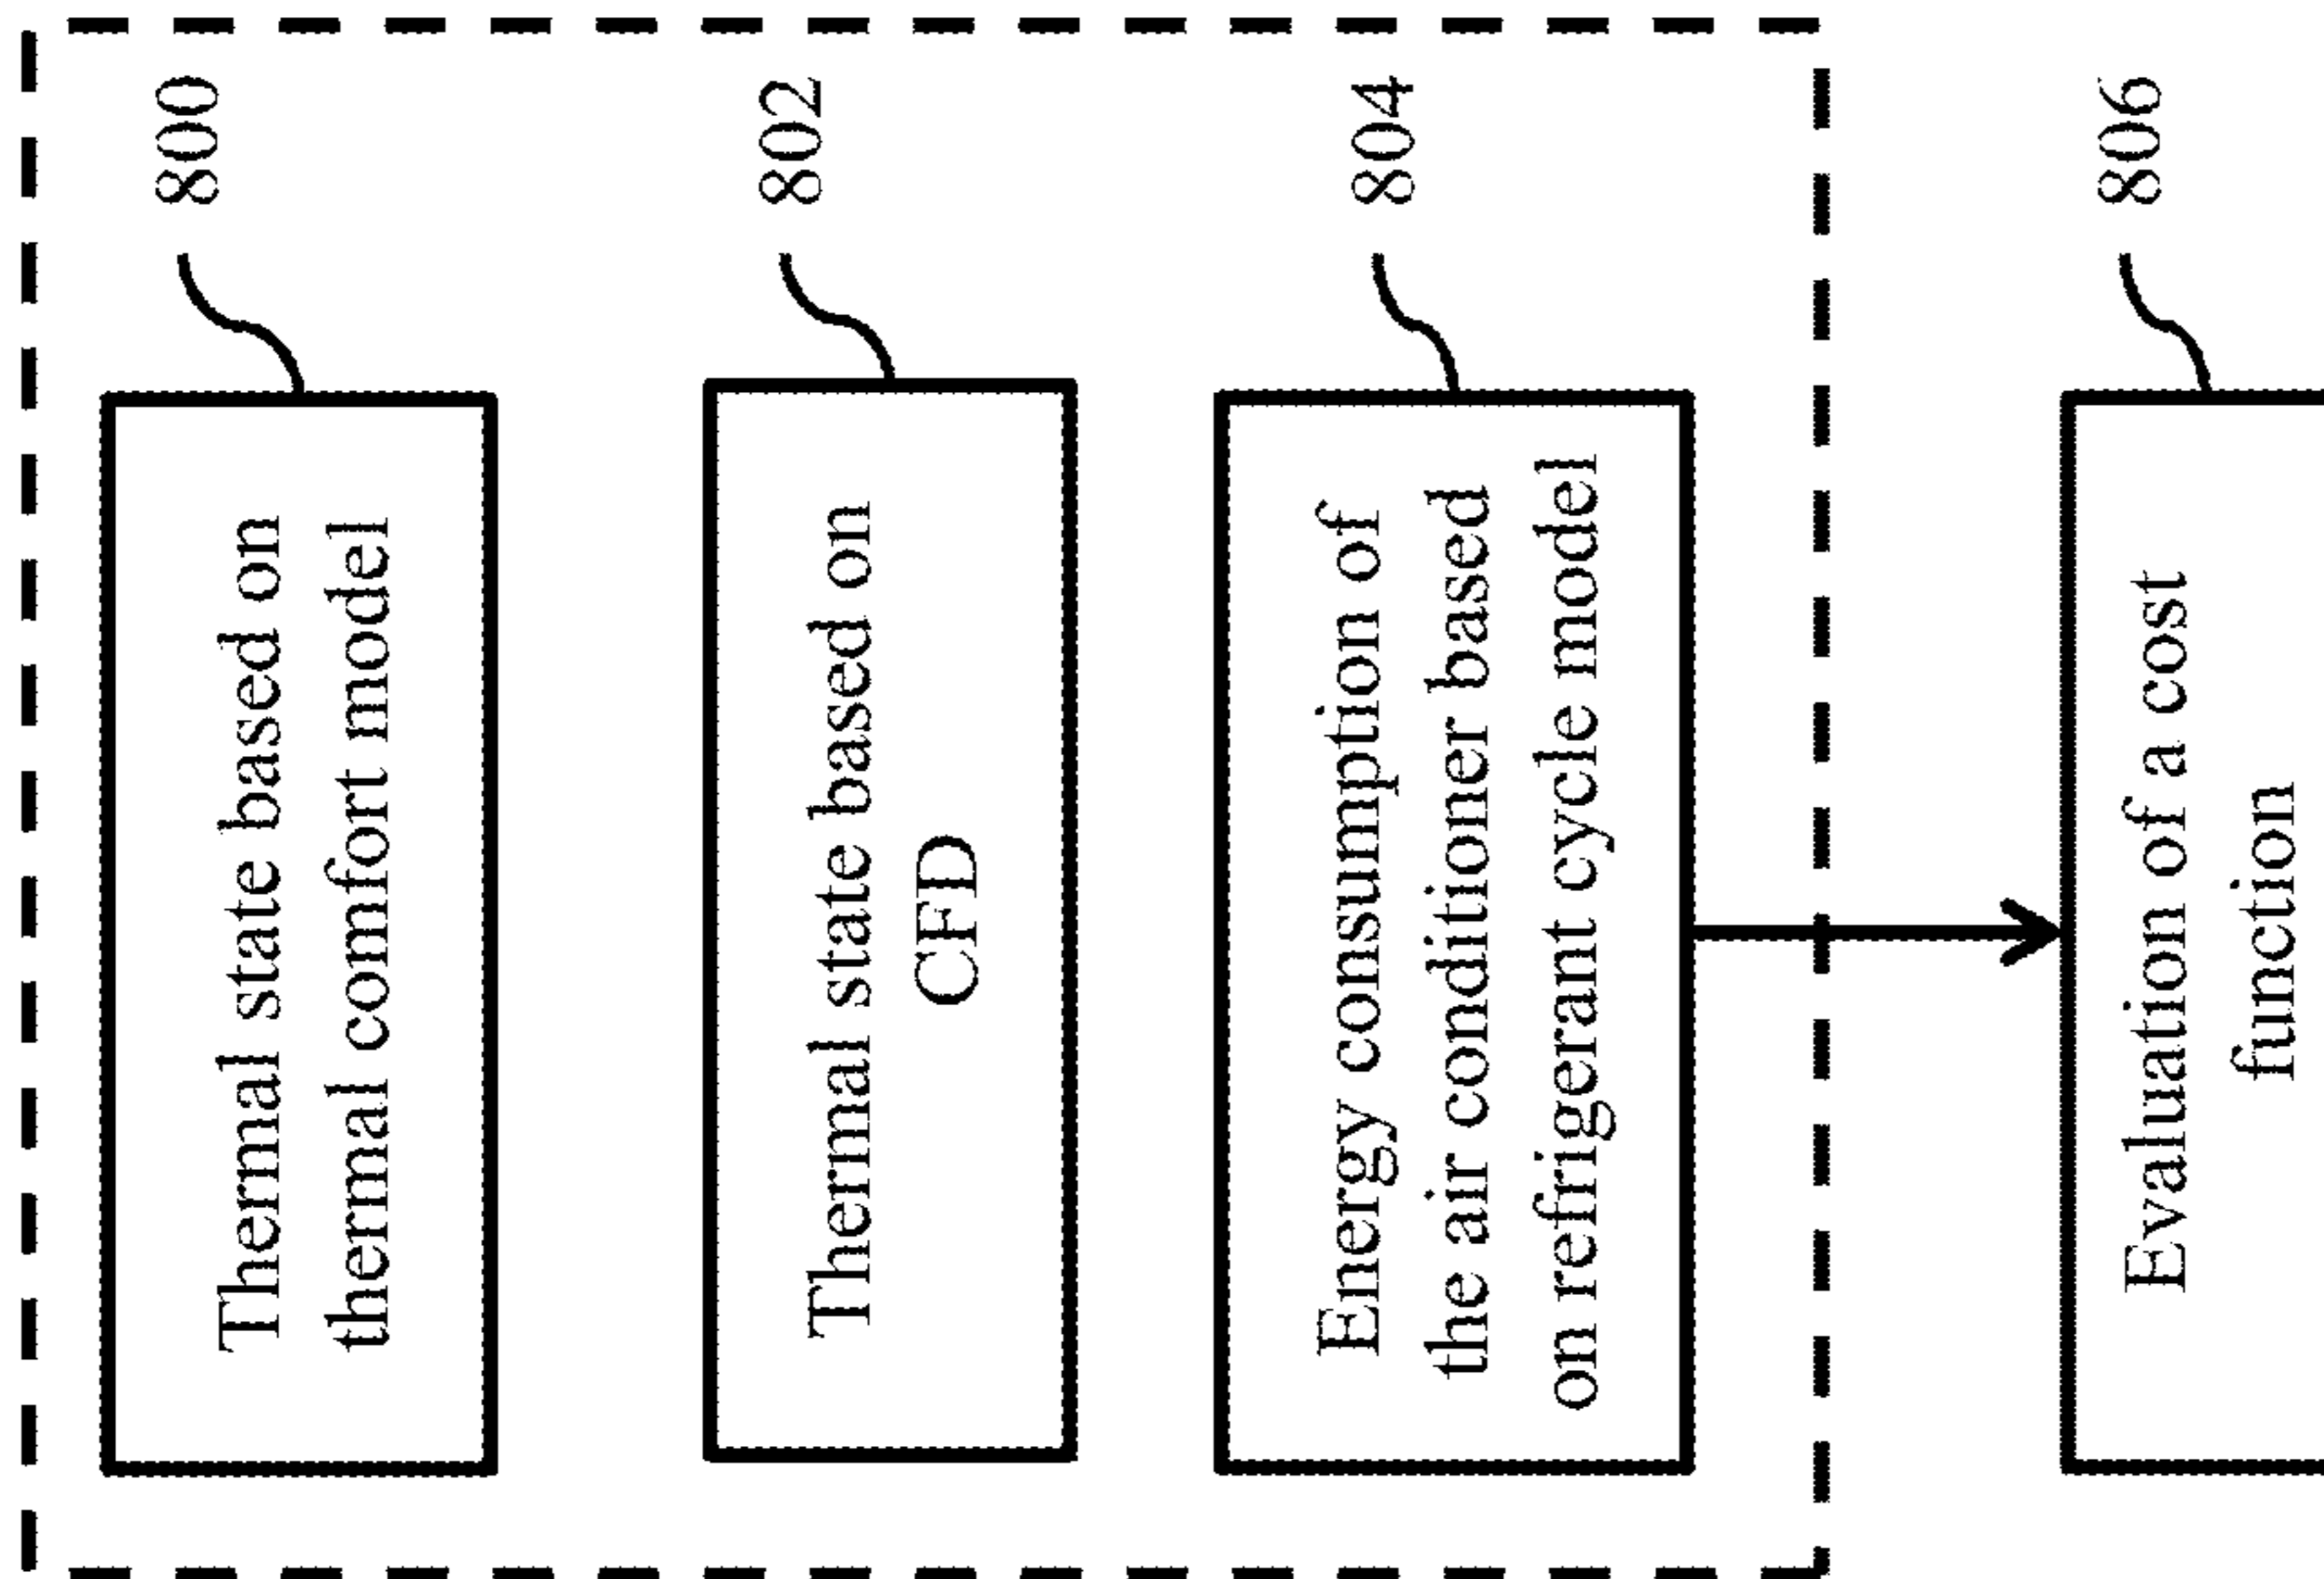 Thermal state based on
thermal comfort model
800
Thermal state based on
CFD
802
Energy consumption of
the air conditioner based
on refrigerant cycle model
804
Evaluation of a cost
function
806